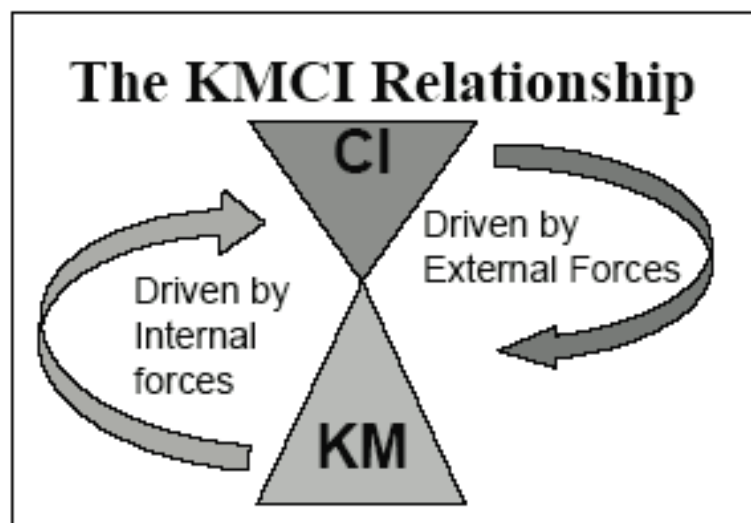 The KMCI Relationship
CI
Driven by
External Forces
Driven by
Internal
forces
KM